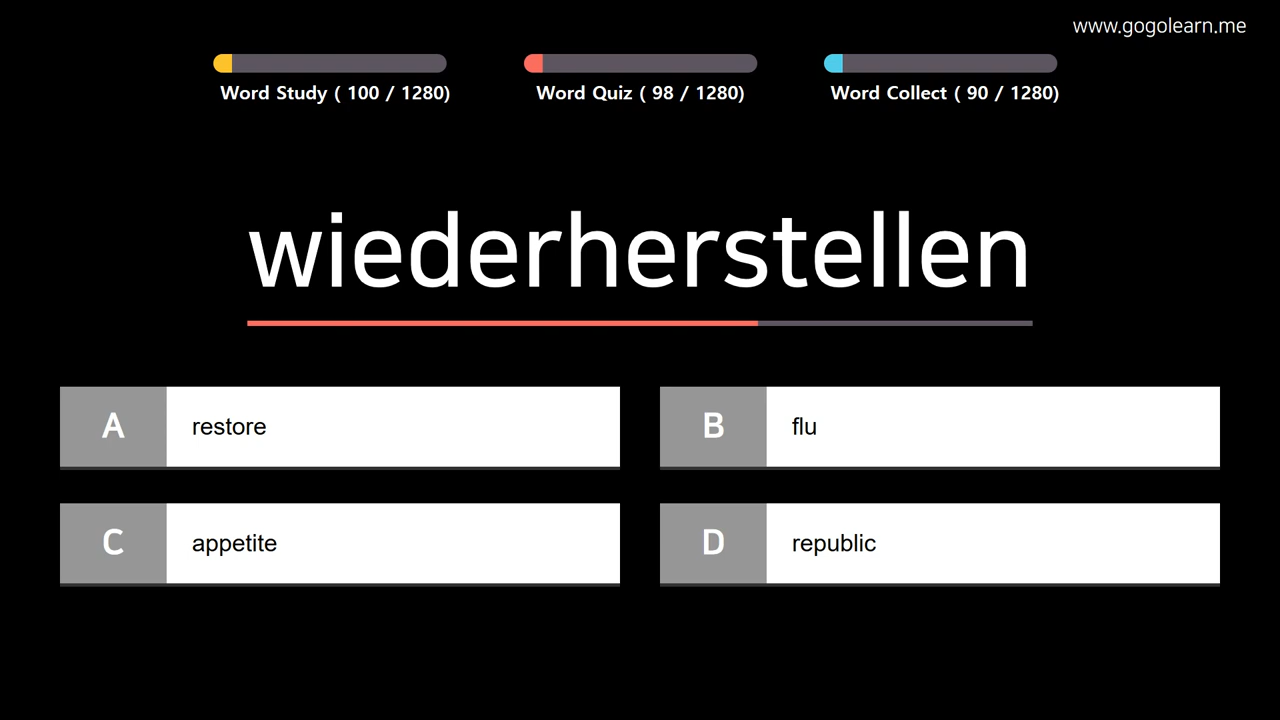 www.gogolearn.me
Word Study ( 100 / 1280)
Word Quiz ( 98 / 1280)
Word Collect ( 90 / 1280)
wiederherstellen
A restore
B flu
C appetite
D republic